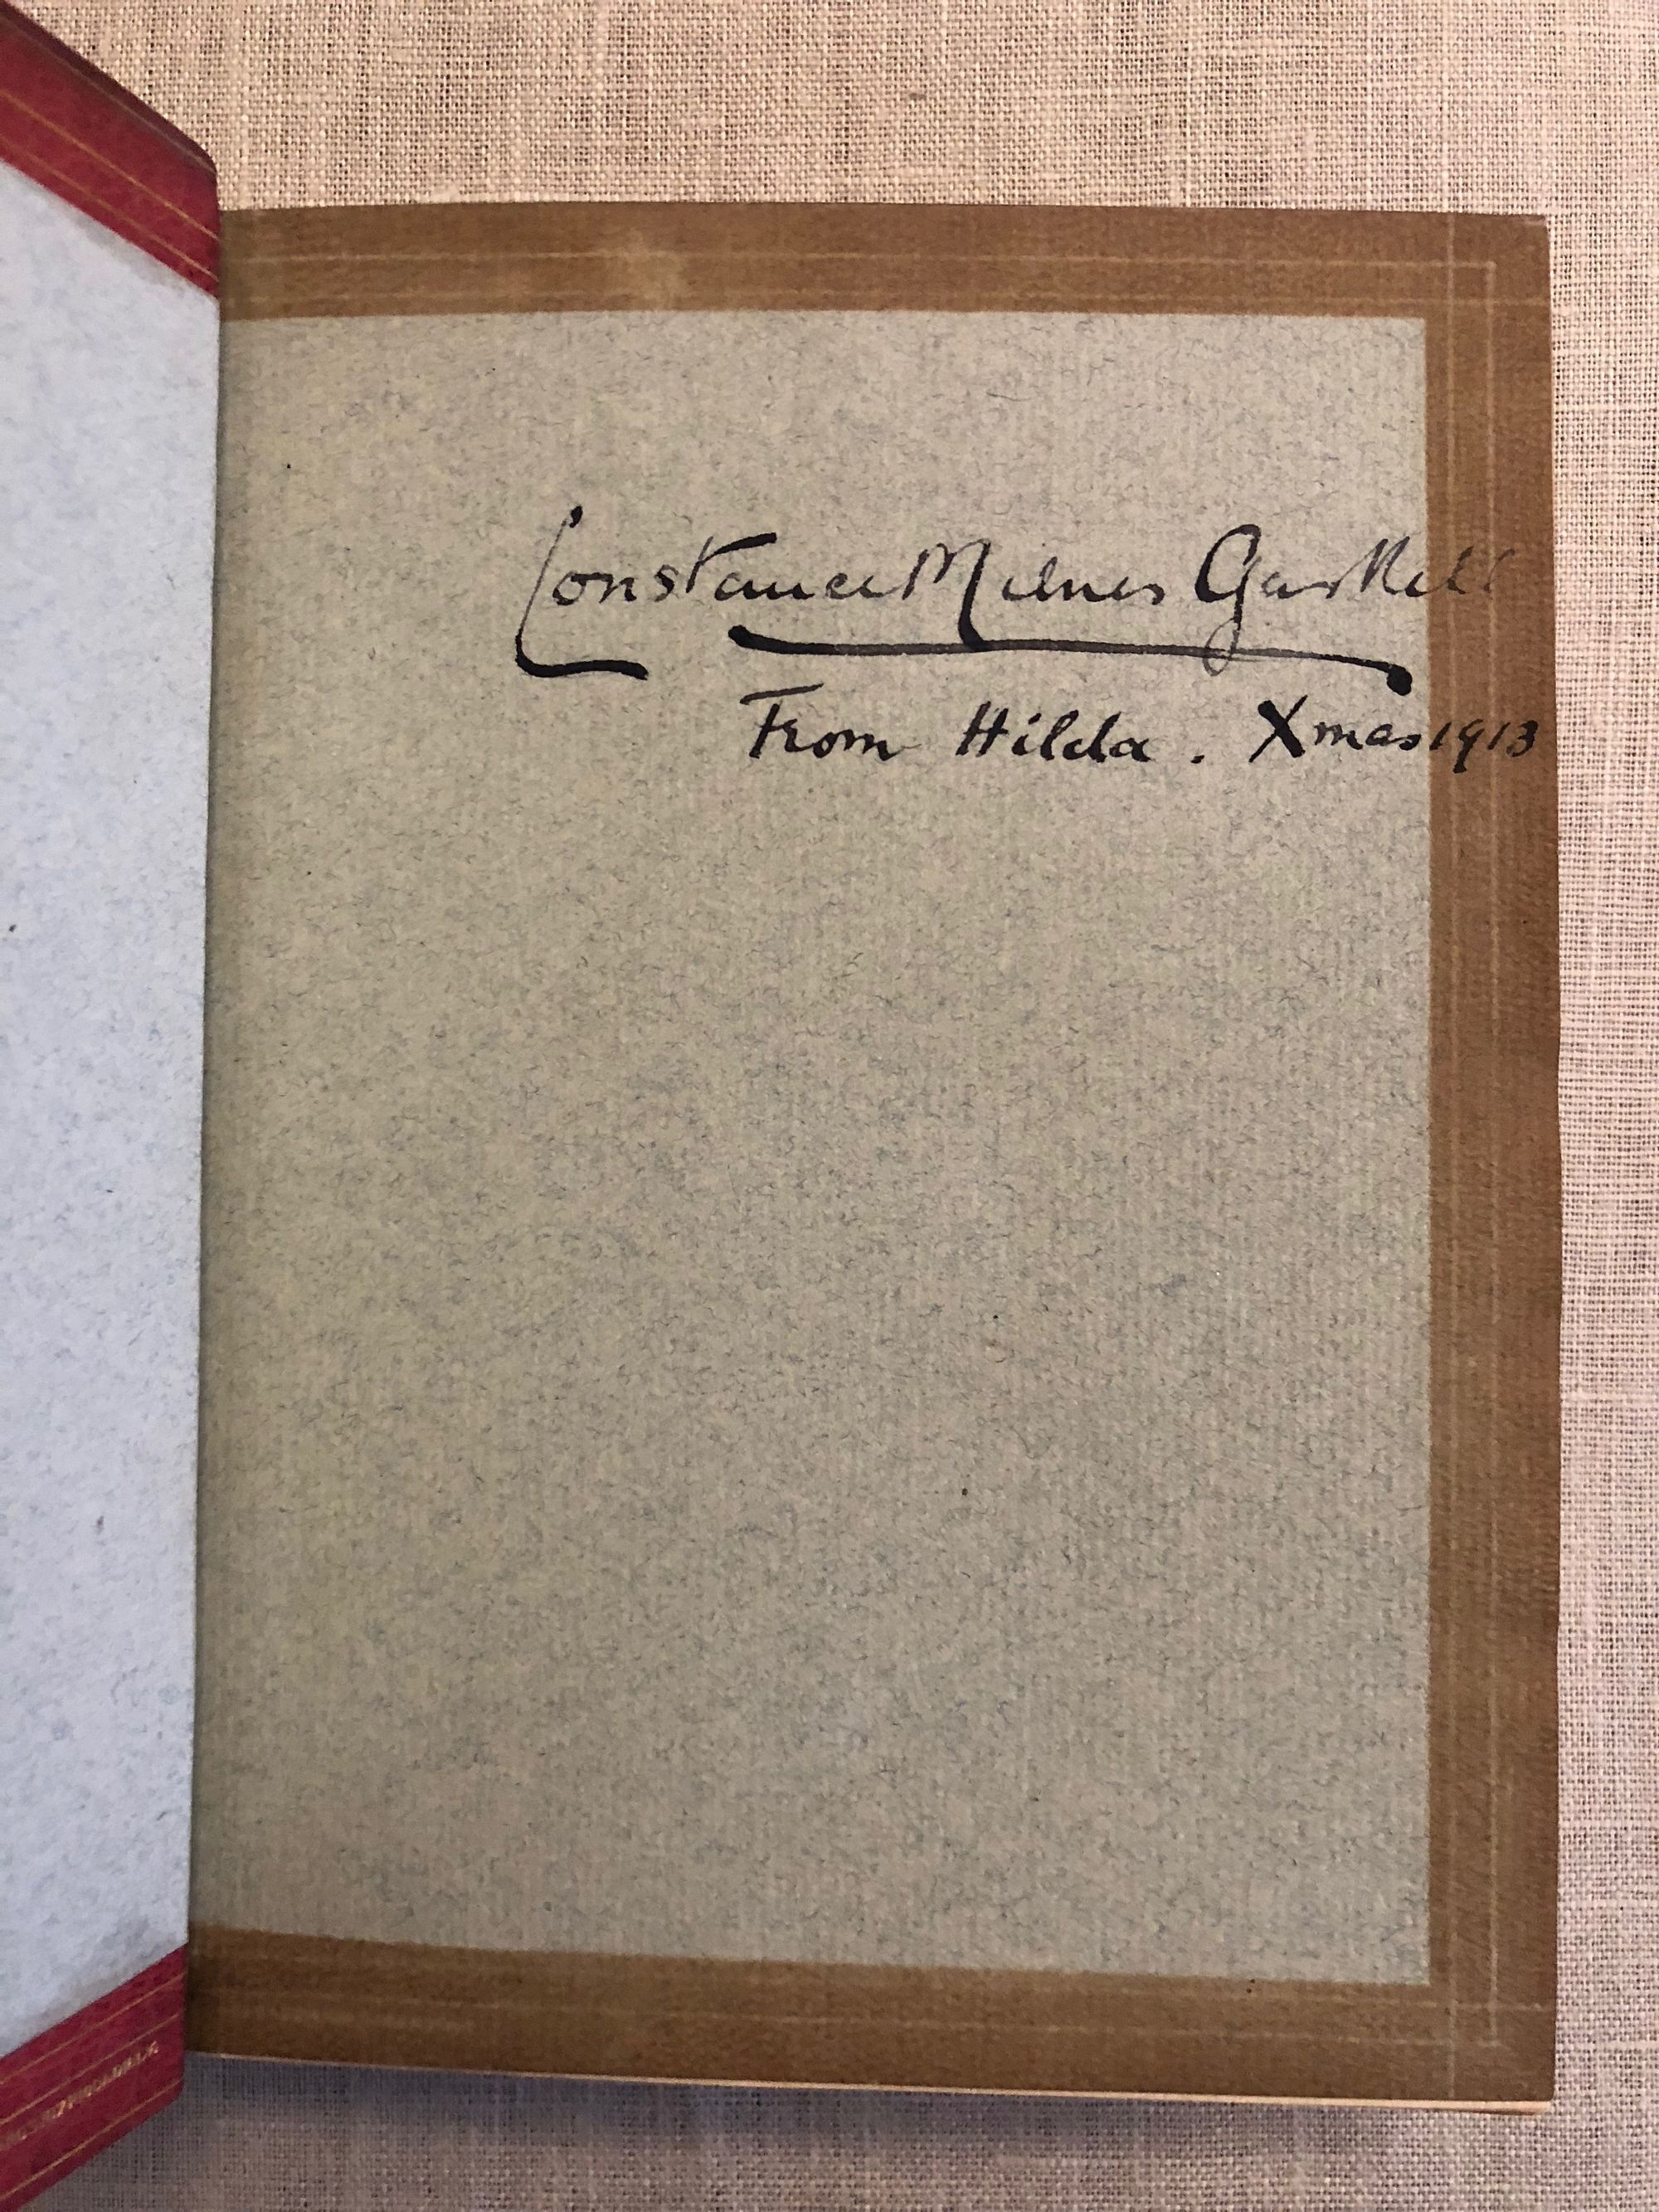 Constance Milnes Gaskell
From Hilda. Xmas 1913